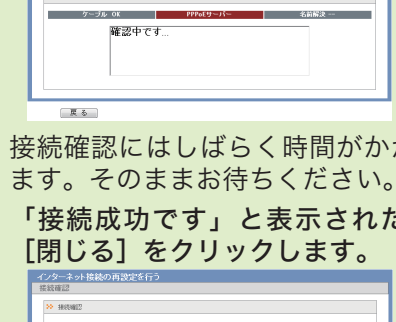 ケーブル OK PPPoEサーバー 名前解決 ―
確認中です...
戻る
接続確認にはしばらく時間がかか
ます。そのままお待ちください。
「接続成功です」と表示された
[閉じる]をクリックします。
インターネット接続の再設定を行う
接続確認
接続確認